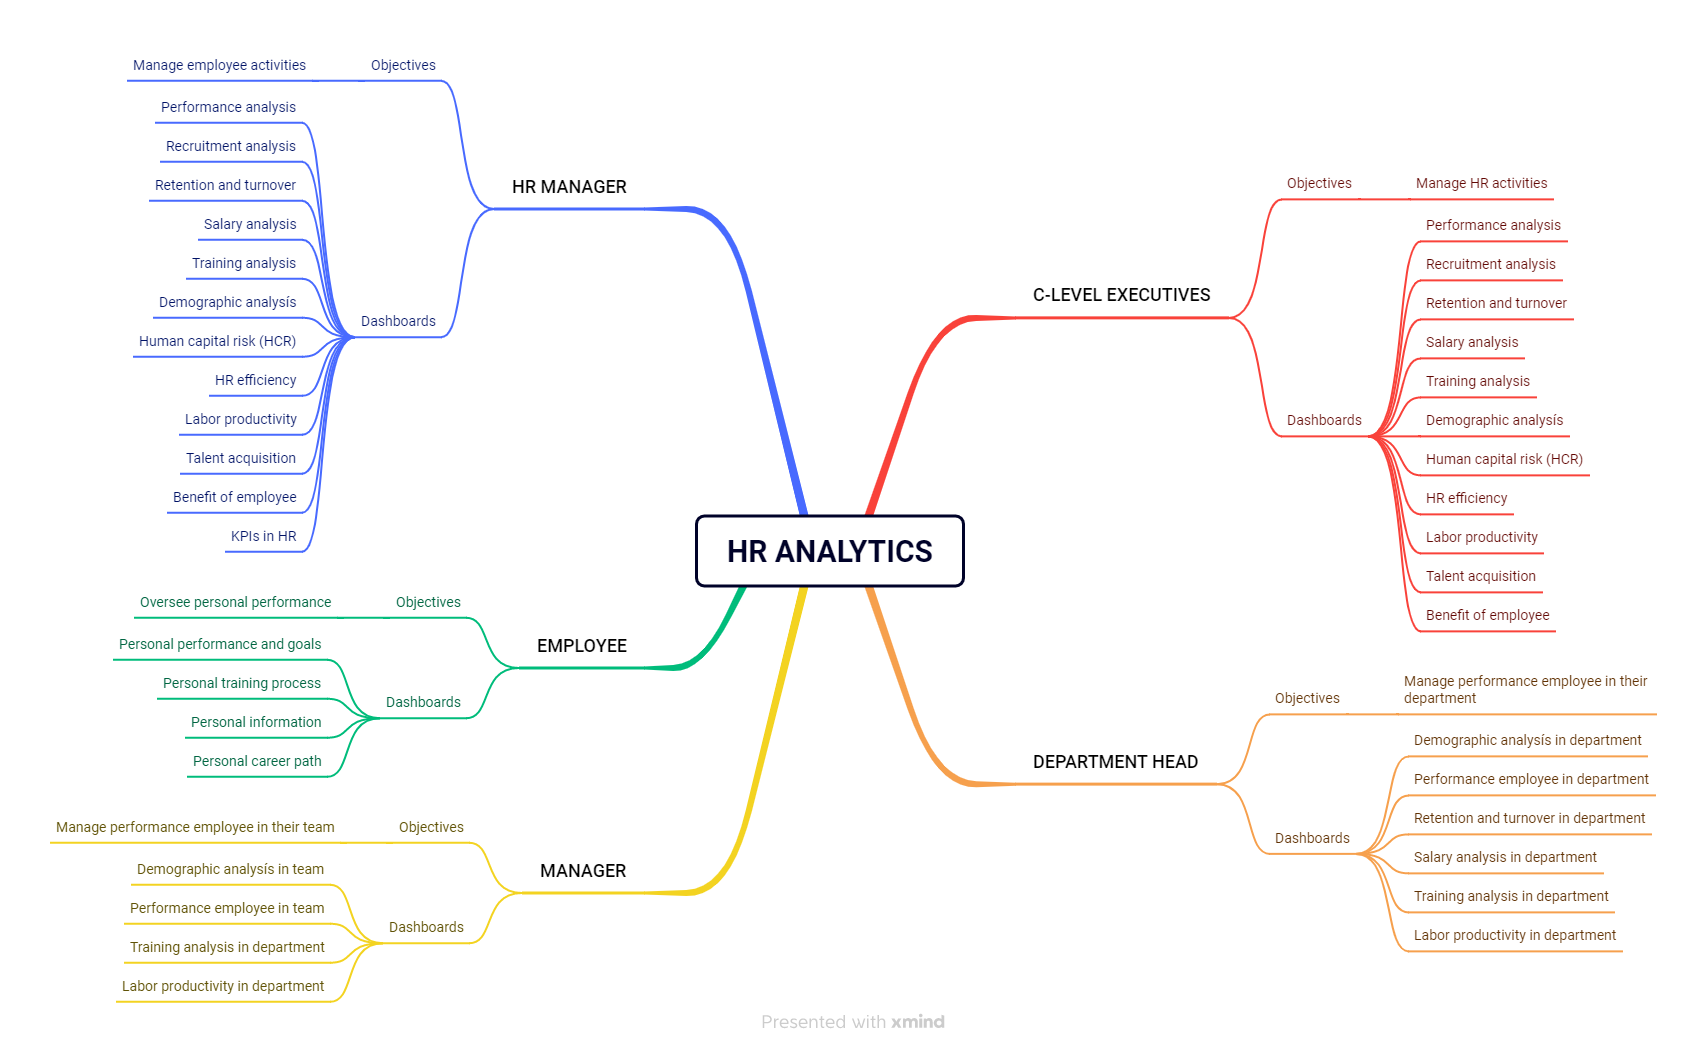 HR ANALYTICS
C-LEVEL EXECUTIVES
Objectives
Manage HR activities
Dashboards
Performance analysis
Recruitment analysis
Retention and turnover
Salary analysis
Training analysis
Demographic analysís
Human capital risk (HCR)
HR efficiency
Labor productivity
Talent acquisition
Benefit of employee
DEPARTMENT HEAD
Objectives
Manage performance employee in their
department
Dashboards
Demographic analysís in department
Performance employee in department
Retention and turnover in department
Salary analysis in department
Training analysis in department
Labor productivity in department
HR MANAGER
Objectives
Manage employee activities
Dashboards
Performance analysis
Recruitment analysis
Retention and turnover
Salary analysis
Training analysis
Demographic analysís
Human capital risk (HCR)
HR efficiency
Labor productivity
Talent acquisition
Benefit of employee
KPIs in HR
EMPLOYEE
Objectives
Oversee personal performance
Dashboards
Personal performance and goals
Personal training process
Personal information
Personal career path
MANAGER
Objectives
Manage performance employee in their team
Dashboards
Demographic analysís in team
Performance employee in team
Training analysis in department
Labor productivity in department
Presented with xmind